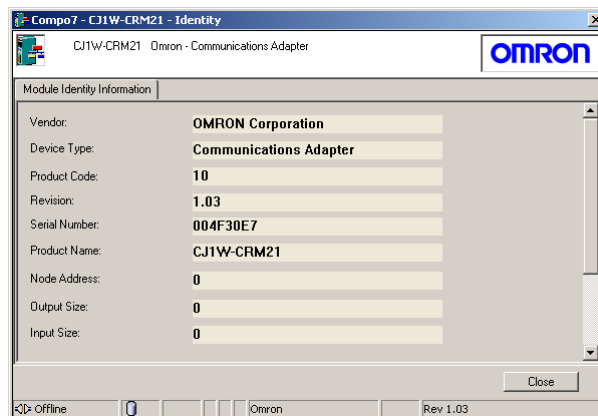 Compo7 - CJ1W-CRM21 - Identity
CJ1W-CRM21 Omron - Communications Adapter
OMRON
Module Identity Information
Vendor: OMRON Corporation
Device Type: Communications Adapter
Product Code: 10
Revision: 1.03
Serial Number: 004F30E7
Product Name: CJ1W-CRM21
Node Address: 0
Output Size: 0
Input Size: 0
Close
Offline Omron Rev 1.03